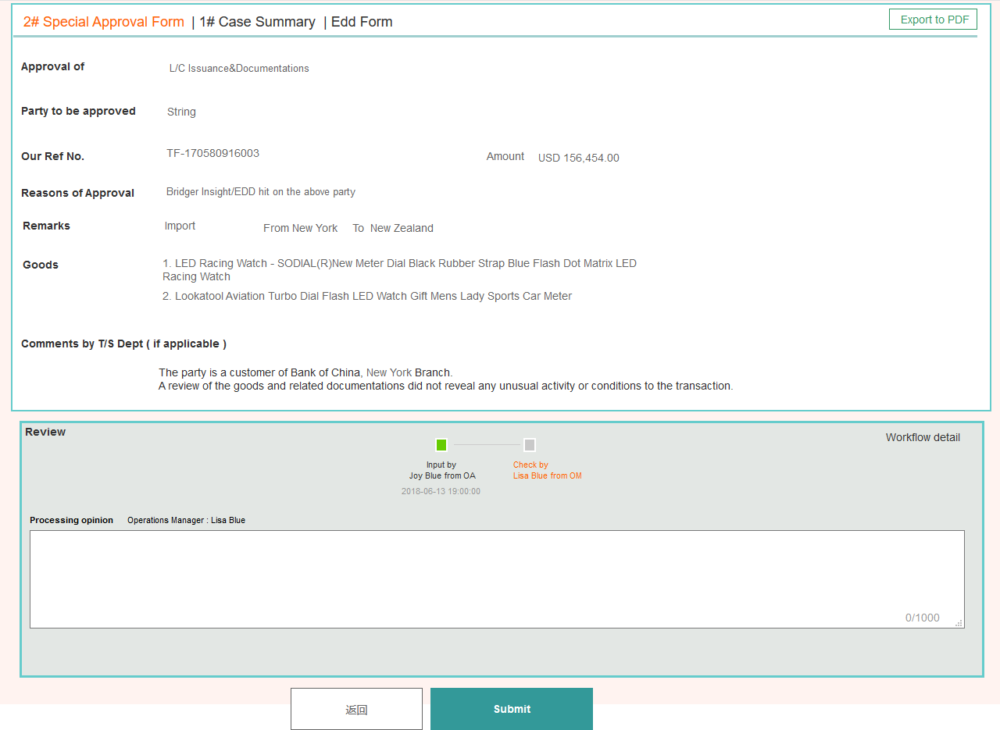 2# Special Approval Form | 1# Case Summary | Edd Form
Export to PDF
Approval of
L/C Issuance&Documentations
Party to be approved
String
Our Ref No.
TF-170580916003
Amount
USD 156,454.00
Reasons of Approval
Bridger Insight/EDD hit on the above party
Remarks
Import
From New York
To New Zealand
Goods
1. LED Racing Watch - SODIAL(R)New Meter Dial Black Rubber Strap Blue Flash Dot Matrix LED
Racing Watch
2. Lookatool Aviation Turbo Dial Flash LED Watch Gift Mens Lady Sports Car Meter
Comments by T/S Dept ( if applicable )
The party is a customer of Bank of China, New York Branch.
A review of the goods and related documentations did not reveal any unusual activity or conditions to the transaction.
Review
Workflow detail
Input by
Joy Blue from OA
2018-06-13 19:00:00
Check by
Lisa Blue from OM
Processing opinion
Operations Manager : Lisa Blue
0/1000
返回
Submit